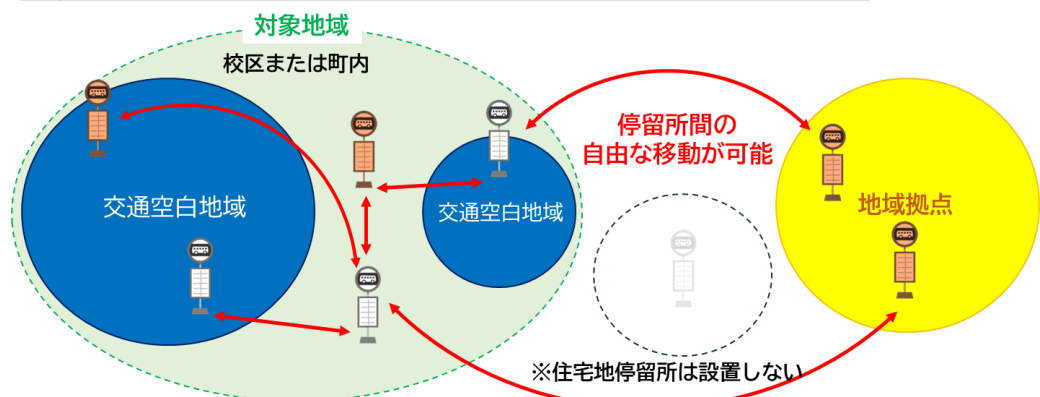 対象地域
校区または町内
停留所間の
自由な移動が可能
交通空白地域
交通空白地域
地域拠点
※住宅地停留所は設置しない